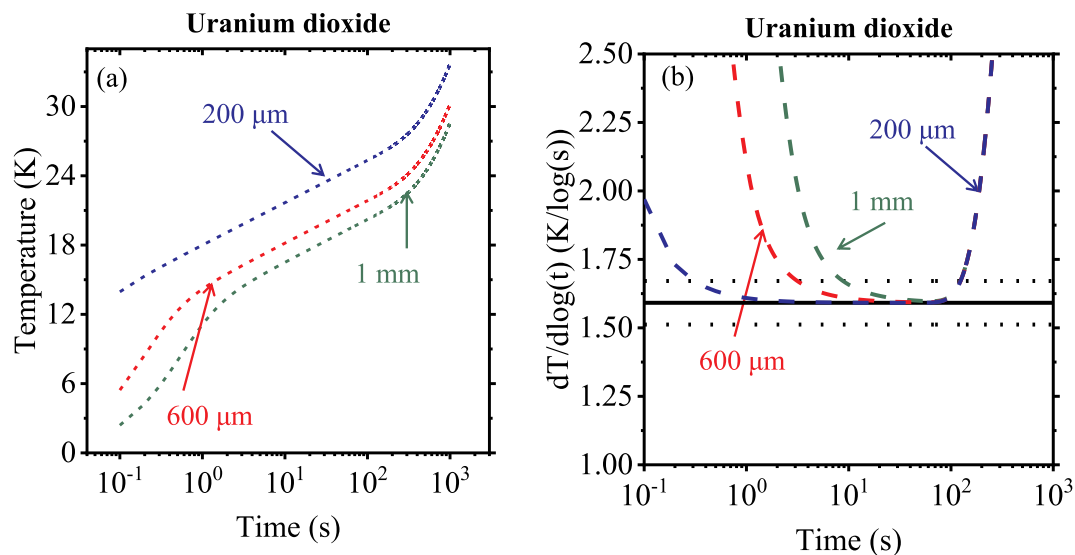 Uranium dioxide
(a)
Temperature (K)
30
24
18
12
6
0
200 μm
1 mm
600 μm
10⁻¹ 10⁰ 10¹ 10² 10³
Time (s)
Uranium dioxide
(b)
dT/dlog(t) (K/log(s))
2.50
2.25
2.00
1.75
1.50
1.25
1.00
200 μm
1 mm
600 μm
10⁻¹ 10⁰ 10¹ 10² 10³
Time (s)